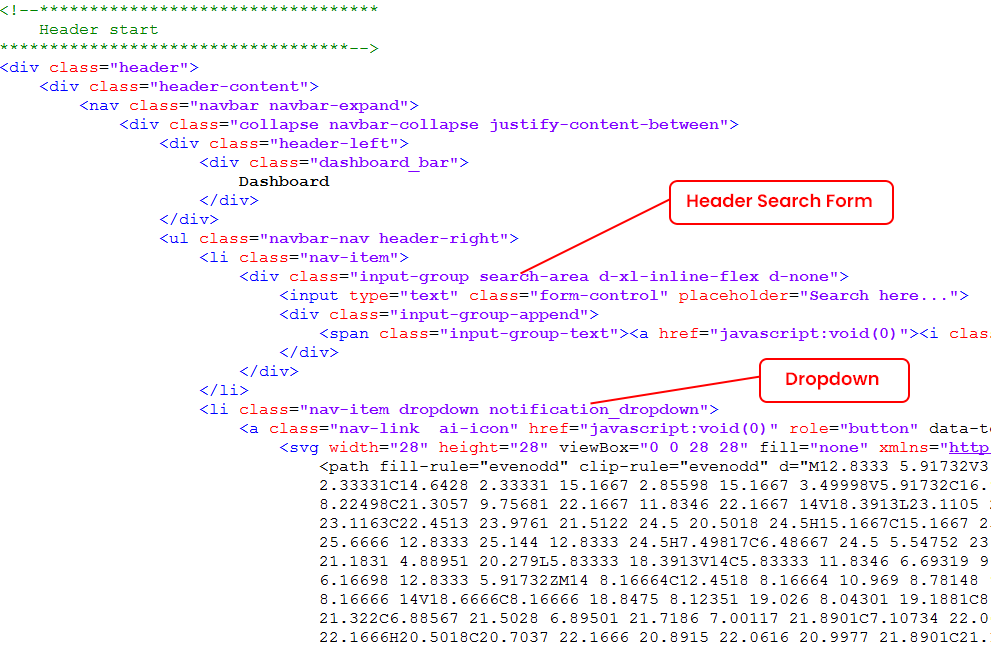 <!--**********************************
    Header start
***********************************-->
<div class="header">
    <div class="header-content">
        <nav class="navbar navbar-expand">
            <div class="collapse navbar-collapse justify-content-between">
                <div class="header-left">
                    <div class="dashboard_bar">
                        Dashboard
                    </div>
                </div>
Header Search Form
                <ul class="navbar-nav header-right">
                    <li class="nav-item">
                        <div class="input-group search-area d-xl-inline-flex d-none">
                            <input type="text" class="form-control" placeholder="Search here...">
                            <div class="input-group-append">
                                <span class="input-group-text"><a href="javascript:void(0)"><i clas
                            </div>
                        </div>
Dropdown
                    </li>
                    <li class="nav-item dropdown notification_dropdown">
                        <a class="nav-link  ai-icon" href="javascript:void(0)" role="button" data-to
                            <svg width="28" height="28" viewBox="0 0 28 28" fill="none" xmlns="http
                                <path fill-rule="evenodd" clip-rule="evenodd" d="M12.8333 5.91732V3
                                2.33331C14.6428 2.33331 15.1667 2.85598 15.1667 3.49998V5.91732C16.
                                8.22498C21.3057 9.75681 22.1667 11.8346 22.1667 14V18.3913L23.1105
                                23.1163C22.4513 23.9761 21.5122 24.5 20.5018 24.5H15.1667C15.1667 2
                                25.6666 12.8333 25.144 12.8333 24.5H7.49817C6.48667 24.5 5.54752 23
                                21.1831 4.88951 20.279L5.83333 18.3913V14C5.83333 11.8346 6.69319 9
                                6.16698 12.8333 5.91732ZM14 8.16664C12.4518 8.16664 10.969 8.78148
                                8.16666 14V18.6666C8.16666 18.8475 8.12351 19.026 8.04301 19.1881C8
                                21.322C6.88567 21.5028 6.89501 21.7186 7.00117 21.8901C7.10734 22.0
                                22.1666H20.5018C20.7037 22.1666 20.8915 22.0616 20.9977 21.8901C21.